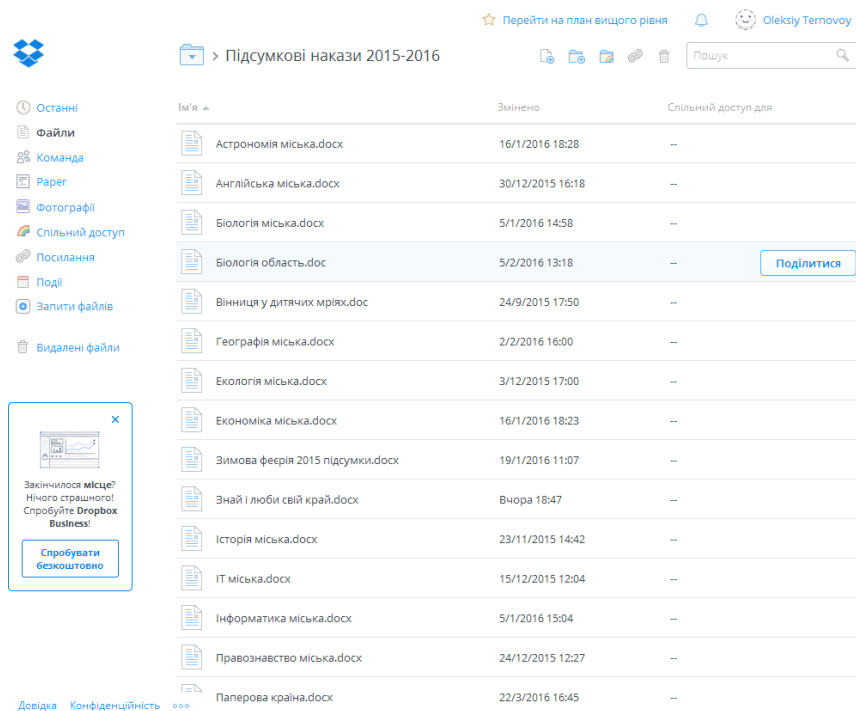 Перейти на план вищого рівня
Oleksiy Ternovoy
> Підсумкові накази 2015-2016
Пошук
Останні
Файли
Команда
Paper
Фотографії
Спільний доступ
Посилання
Події
Запити файлів
Видалені файли
Закінчилося місце?
Нічого страшного!
Спробуйте Dropbox
Business!
Спробувати
безкоштовно
Довідка Конфіденційність
Ім'я Змінено Спільний доступ для
Астрономія міська.docx 16/1/2016 18:28 --
Англійська міська.docx 30/12/2015 16:18 --
Біологія міська.docx 5/1/2016 14:58 --
Біологія область.doc 5/2/2016 13:18 -- Поділитися
Вінниця у дитячих мріях.doc 24/9/2015 17:50 --
Географія міська.docx 2/2/2016 16:00 --
Екологія міська.docx 3/12/2015 17:00 --
Економіка міська.docx 16/1/2016 18:23 --
Зимова феєрія 2015 підсумки.docx 19/1/2016 11:07 --
Знай і люби свій край.docx Вчора 18:47 --
Історія міська.docx 23/11/2015 14:42 --
ІТ міська.docx 15/12/2015 12:04 --
Інформатика міська.docx 5/1/2016 15:04 --
Правознавство міська.docx 24/12/2015 12:27 --
Паперова країна.docx 22/3/2016 16:45 --